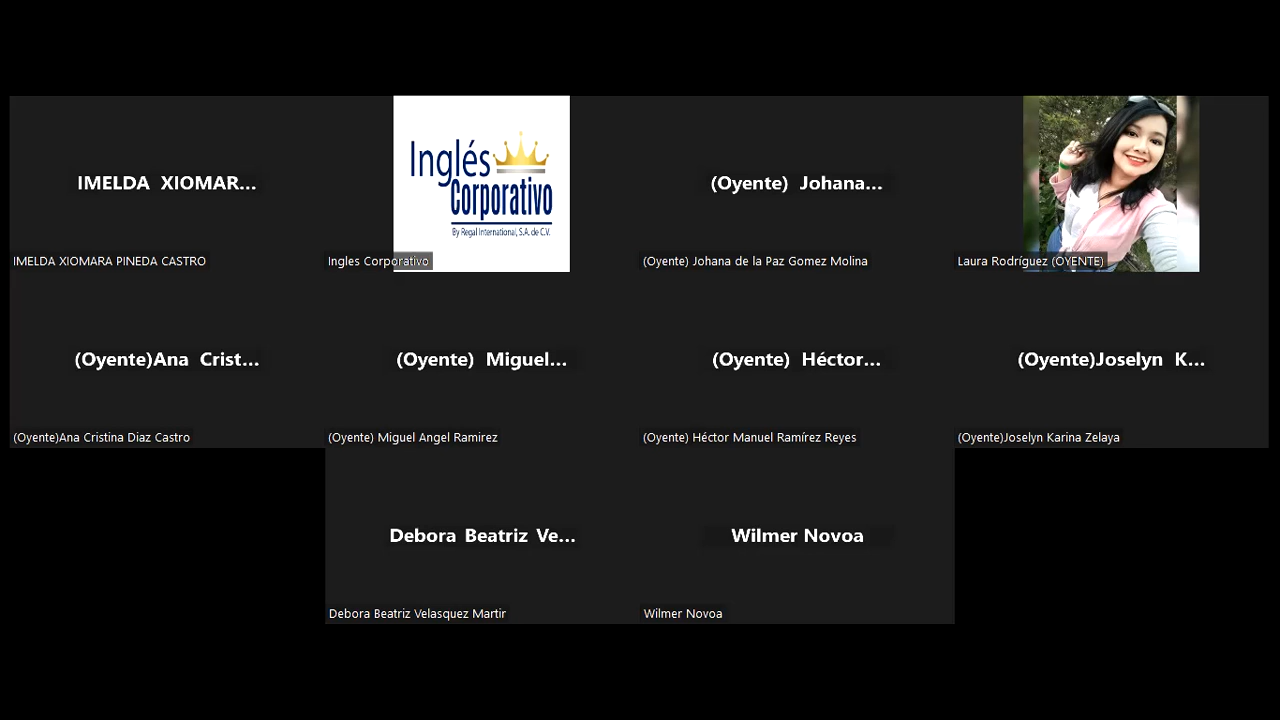 IMELDA XIOMAR...
IMELDA XIOMARA PINEDA CASTRO
Inglés
Corporativo
By Regal International, S.A. de C.V.
Ingles Corporativo
(Oyente) Johana...
(Oyente) Johana de la Paz Gomez Molina
Laura Rodríguez (OYENTE)
(Oyente)Ana Crist...
(Oyente)Ana Cristina Diaz Castro
(Oyente) Miguel...
(Oyente) Miguel Angel Ramirez
(Oyente) Héctor...
(Oyente) Héctor Manuel Ramírez Reyes
(Oyente)Joselyn K...
(Oyente)Joselyn Karina Zelaya
Debora Beatriz Ve...
Debora Beatriz Velasquez Martir
Wilmer Novoa
Wilmer Novoa